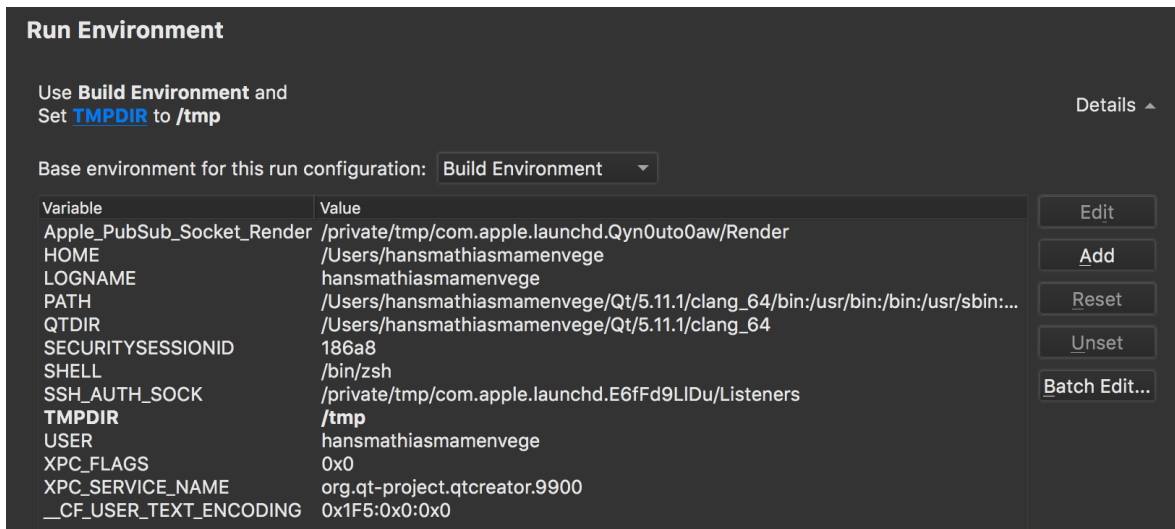 Run Environment
Use Build Environment and
Set TMPDIR to /tmp
Details
Base environment for this run configuration: Build Environment
Variable Value
Apple_PubSub_Socket_Render /private/tmp/com.apple.launchd.Qyn0uto0aw/Render
HOME /Users/hansmathiasmamenvege
LOGNAME hansmathiasmamenvege
PATH /Users/hansmathiasmamenvege/Qt/5.11.1/clang_64/bin:/usr/bin:/bin:/usr/sbin:...
QTDIR /Users/hansmathiasmamenvege/Qt/5.11.1/clang_64
SECURITYSESSIONID 186a8
SHELL /bin/zsh
SSH_AUTH_SOCK /private/tmp/com.apple.launchd.E6fFd9LlDu/Listeners
TMPDIR /tmp
USER hansmathiasmamenvege
XPC_FLAGS 0x0
XPC_SERVICE_NAME org.qt-project.qtcreator.9900
__CF_USER_TEXT_ENCODING 0x1F5:0x0:0x0
Edit
Add
Reset
Unset
Batch Edit...